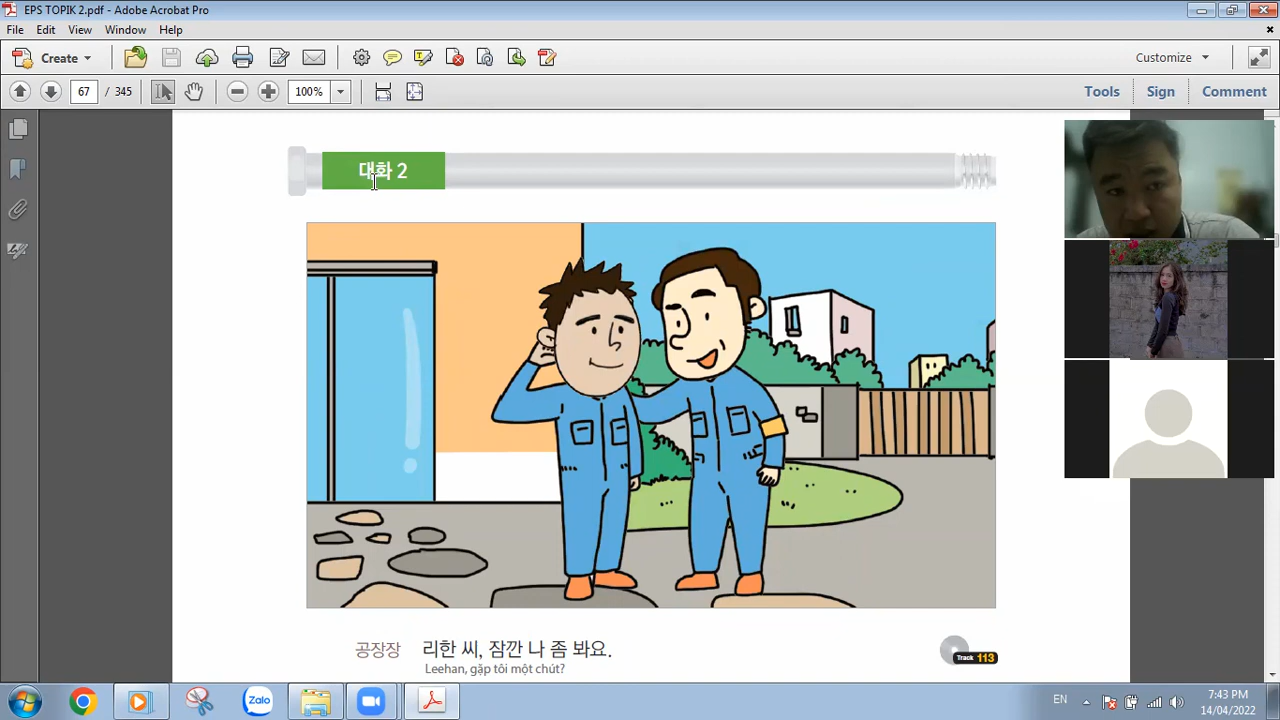 EPS TOPIK 2.pdf - Adobe Acrobat Pro
File Edit View Window Help
Create Customize
67 / 345 100% Tools Sign Comment
대화 2
공장장 리한 씨, 잠깐 나 좀 봐요.
Leehan, gặp tôi một chút?
Track 113
Zalo
EN
7:43 PM
14/04/2022